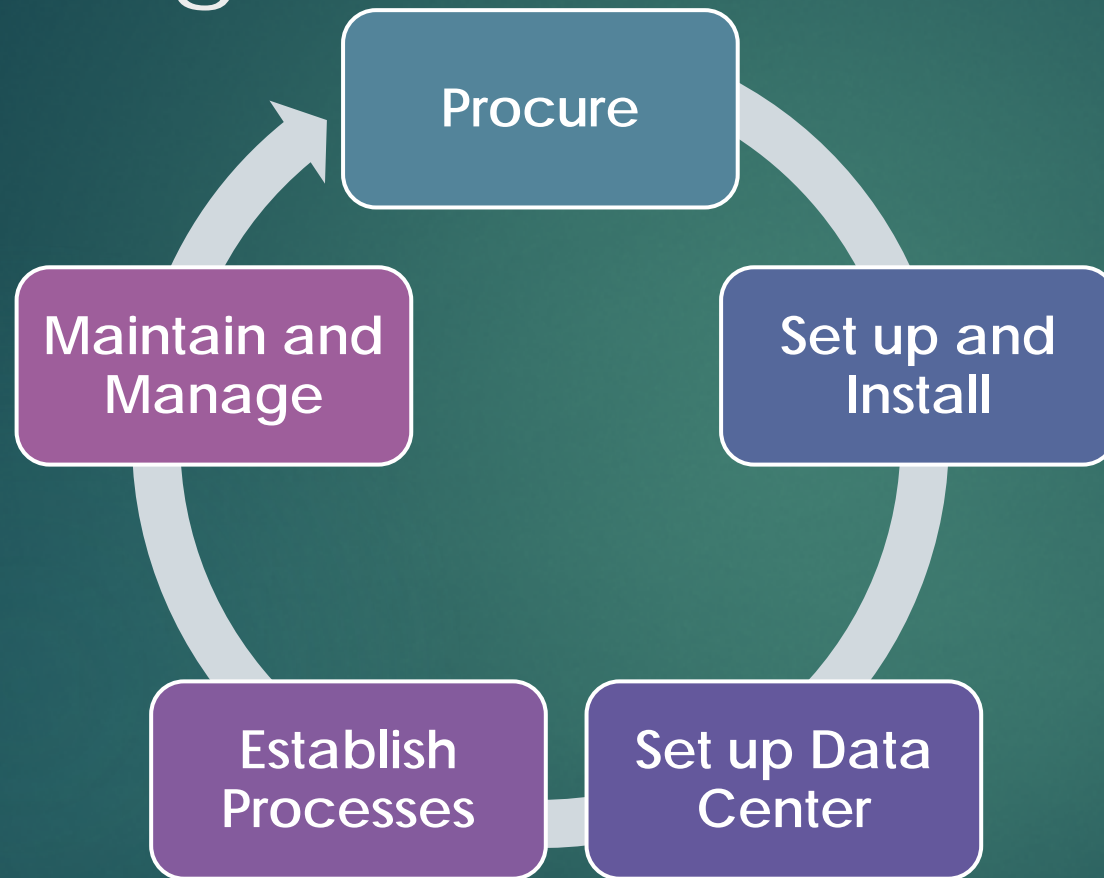 Procure
Set up and
Install
Set up Data
Center
Establish
Processes
Maintain and
Manage